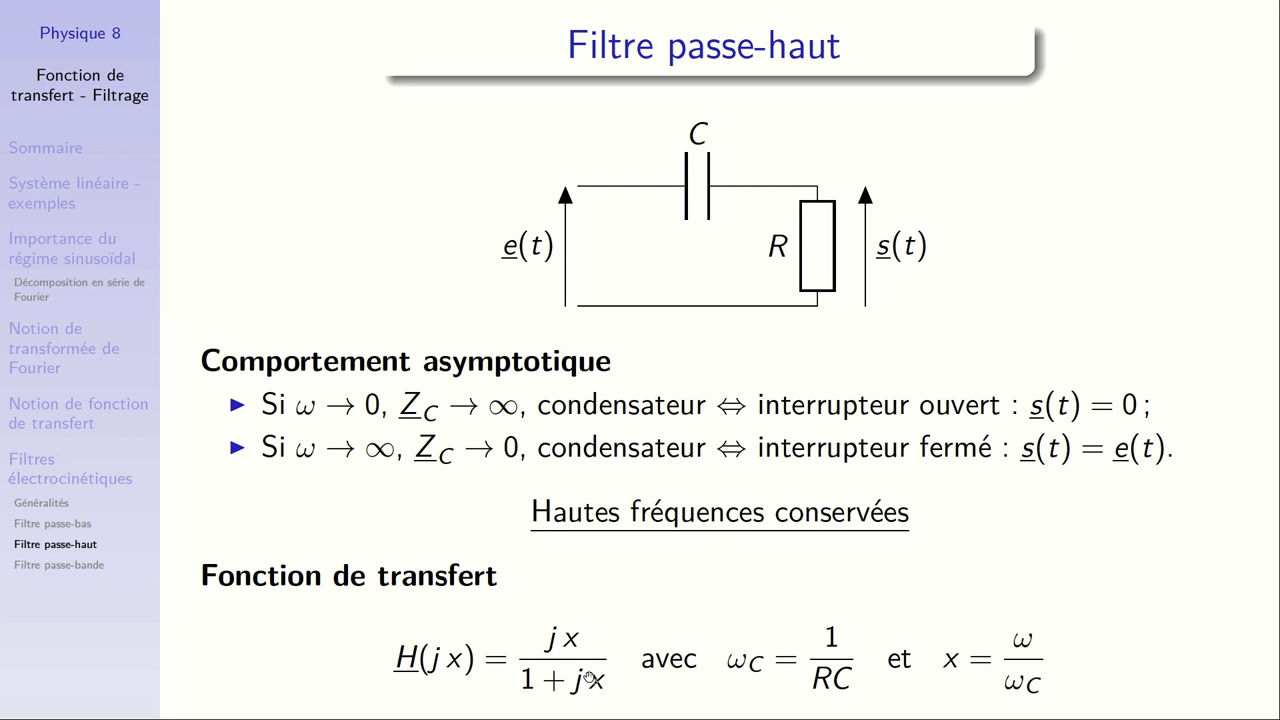 Physique 8
Fonction de
transfert - Filtrage
Sommaire
Système linéaire -
exemples
Importance du
régime sinusoïdal
Décomposition en série de
Fourier
Notion de
transformée de
Fourier
Notion de fonction
de transfert
Filtres
électrocinétiques
Généralités
Filtre passe-bas
Filtre passe-haut
Filtre passe-bande
Filtre passe-haut
C
e(t)
R
s(t)
Comportement asymptotique
Si ω → 0, Z_C → ∞, condensateur ⇔ interrupteur ouvert : s(t) = 0 ;
Si ω → ∞, Z_C → 0, condensateur ⇔ interrupteur fermé : s(t) = e(t).
Hautes fréquences conservées
Fonction de transfert
H(j x) = j x / (1 + j x) avec ω_C = 1 / RC et x = ω / ω_C